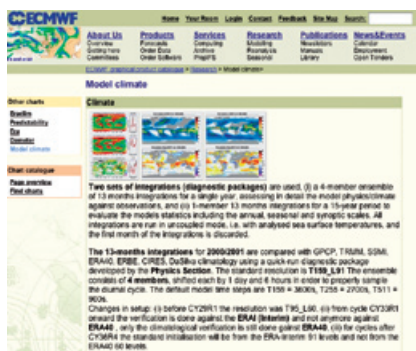 ECMWF
Home Your Room Login Contact Feedback Site Map Search:
About Us Products Services Research Publications News&Events
Overview Forecasts Computing Modelling Newsletters Calendar
Getting here Order Data Archive Reanalysis Manuals Employment
Committees Order Software PrepIFS Seasonal Library Open Tenders
Research > Model climate>
Model climate
Other charts
Predictability
Era
Demeter
Model climate
Chart catalogue
Page overview
Find charts
Climate
Two sets of integrations (diagnostic packages) are used, (i) a 4-member ensemble
of 13 months integrations for a single year, assessing in detail the model physics/climate
against observations, and (ii) 1-member 13 months integrations for a 15-year period to
evaluate the models statistics including the annual, seasonal and synoptic scales. All
integrations are run in uncoupled mode, i.e. with analysed sea surface temperatures, and
the first month of the integrations is discarded.
The 13-months integrations for 2000/2001 are compared with GPCP, TRMM, SSMI,
ERA40, ERBE, CERES, DaSilva climatology using a quick-run diagnostic package
developed by the Physics Section. The standard resolution is T159_L91 The ensemble
consists of 4 members, shifted each by 1 day and 6 hours in order to properly sample
the diurnal cycle. The default model time steps are T159 = 3600s, T255 = 2700s, T511 =
900s.
Changes in setup: (i) before CY29R1 the resolution was T95_L60, (ii) from cycle CY33R1
onward the verification is done against the ERAI (Interim) and not anymore against
ERA40 , only the climatological verification is still done against ERA40, (iii) for cycles after
CY36R4 the standard initialisation will be from the ERA-Interim 91 levels and not from the
ERA40 60 levels.